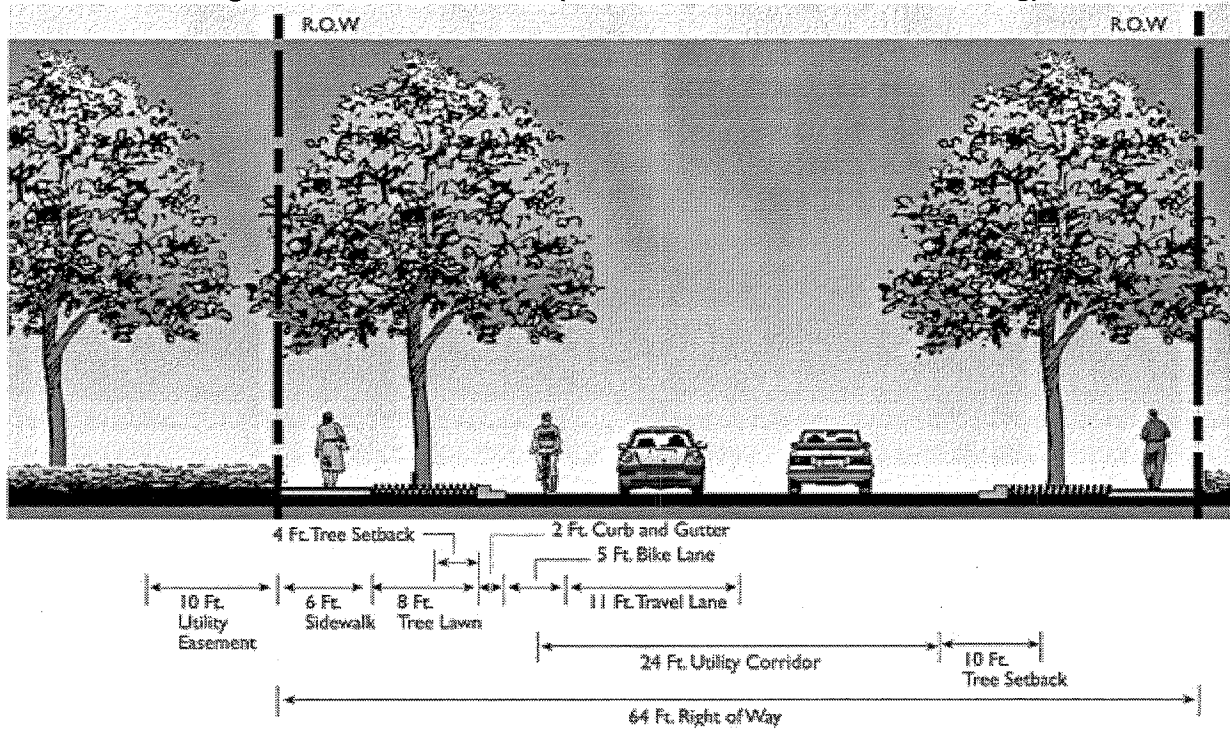 R.O.W
R.O.W
4 Ft. Tree Setback
2 Ft. Curb and Gutter
5 Ft. Bike Lane
10 Ft.
Utility
Easement
6 Ft.
Sidewalk
8 Ft.
Tree Lawn
11 Ft. Travel Lane
24 Ft. Utility Corridor
10 Ft.
Tree Setback
64 Ft. Right of Way